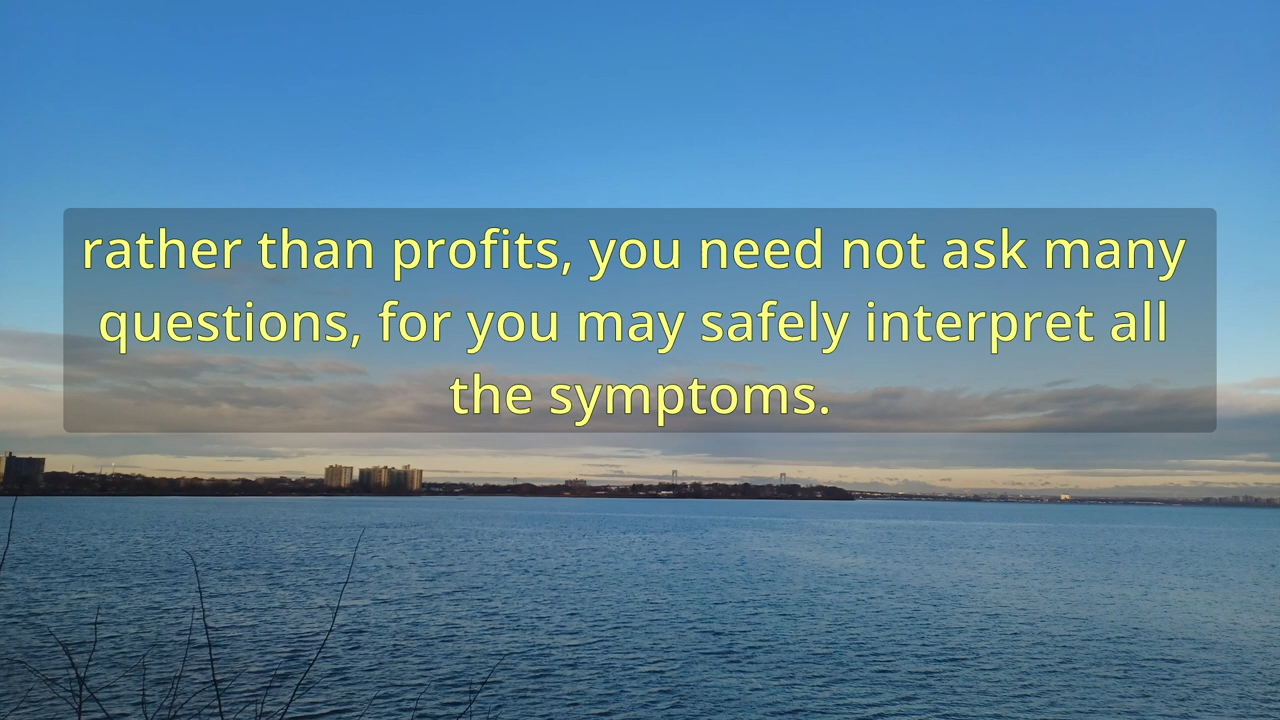 rather than profits, you need not ask many
questions, for you may safely interpret all
the symptoms.